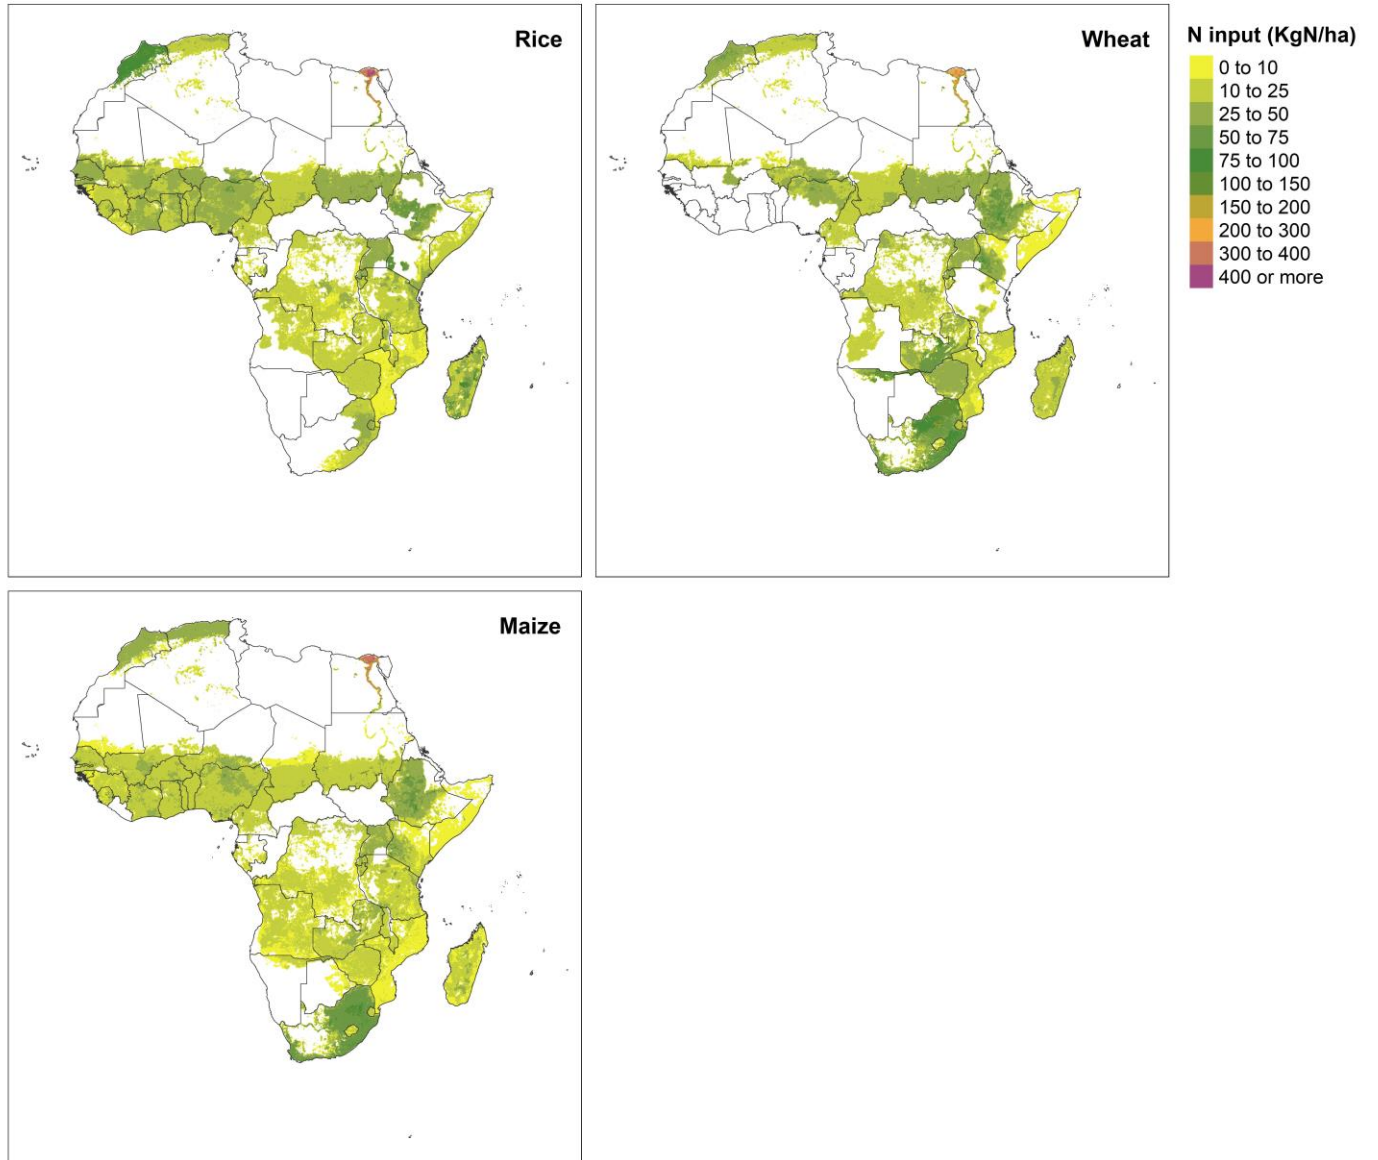 Rice
Wheat
N input (KgN/ha)
0 to 10
10 to 25
25 to 50
50 to 75
75 to 100
100 to 150
150 to 200
200 to 300
300 to 400
400 or more
Maize